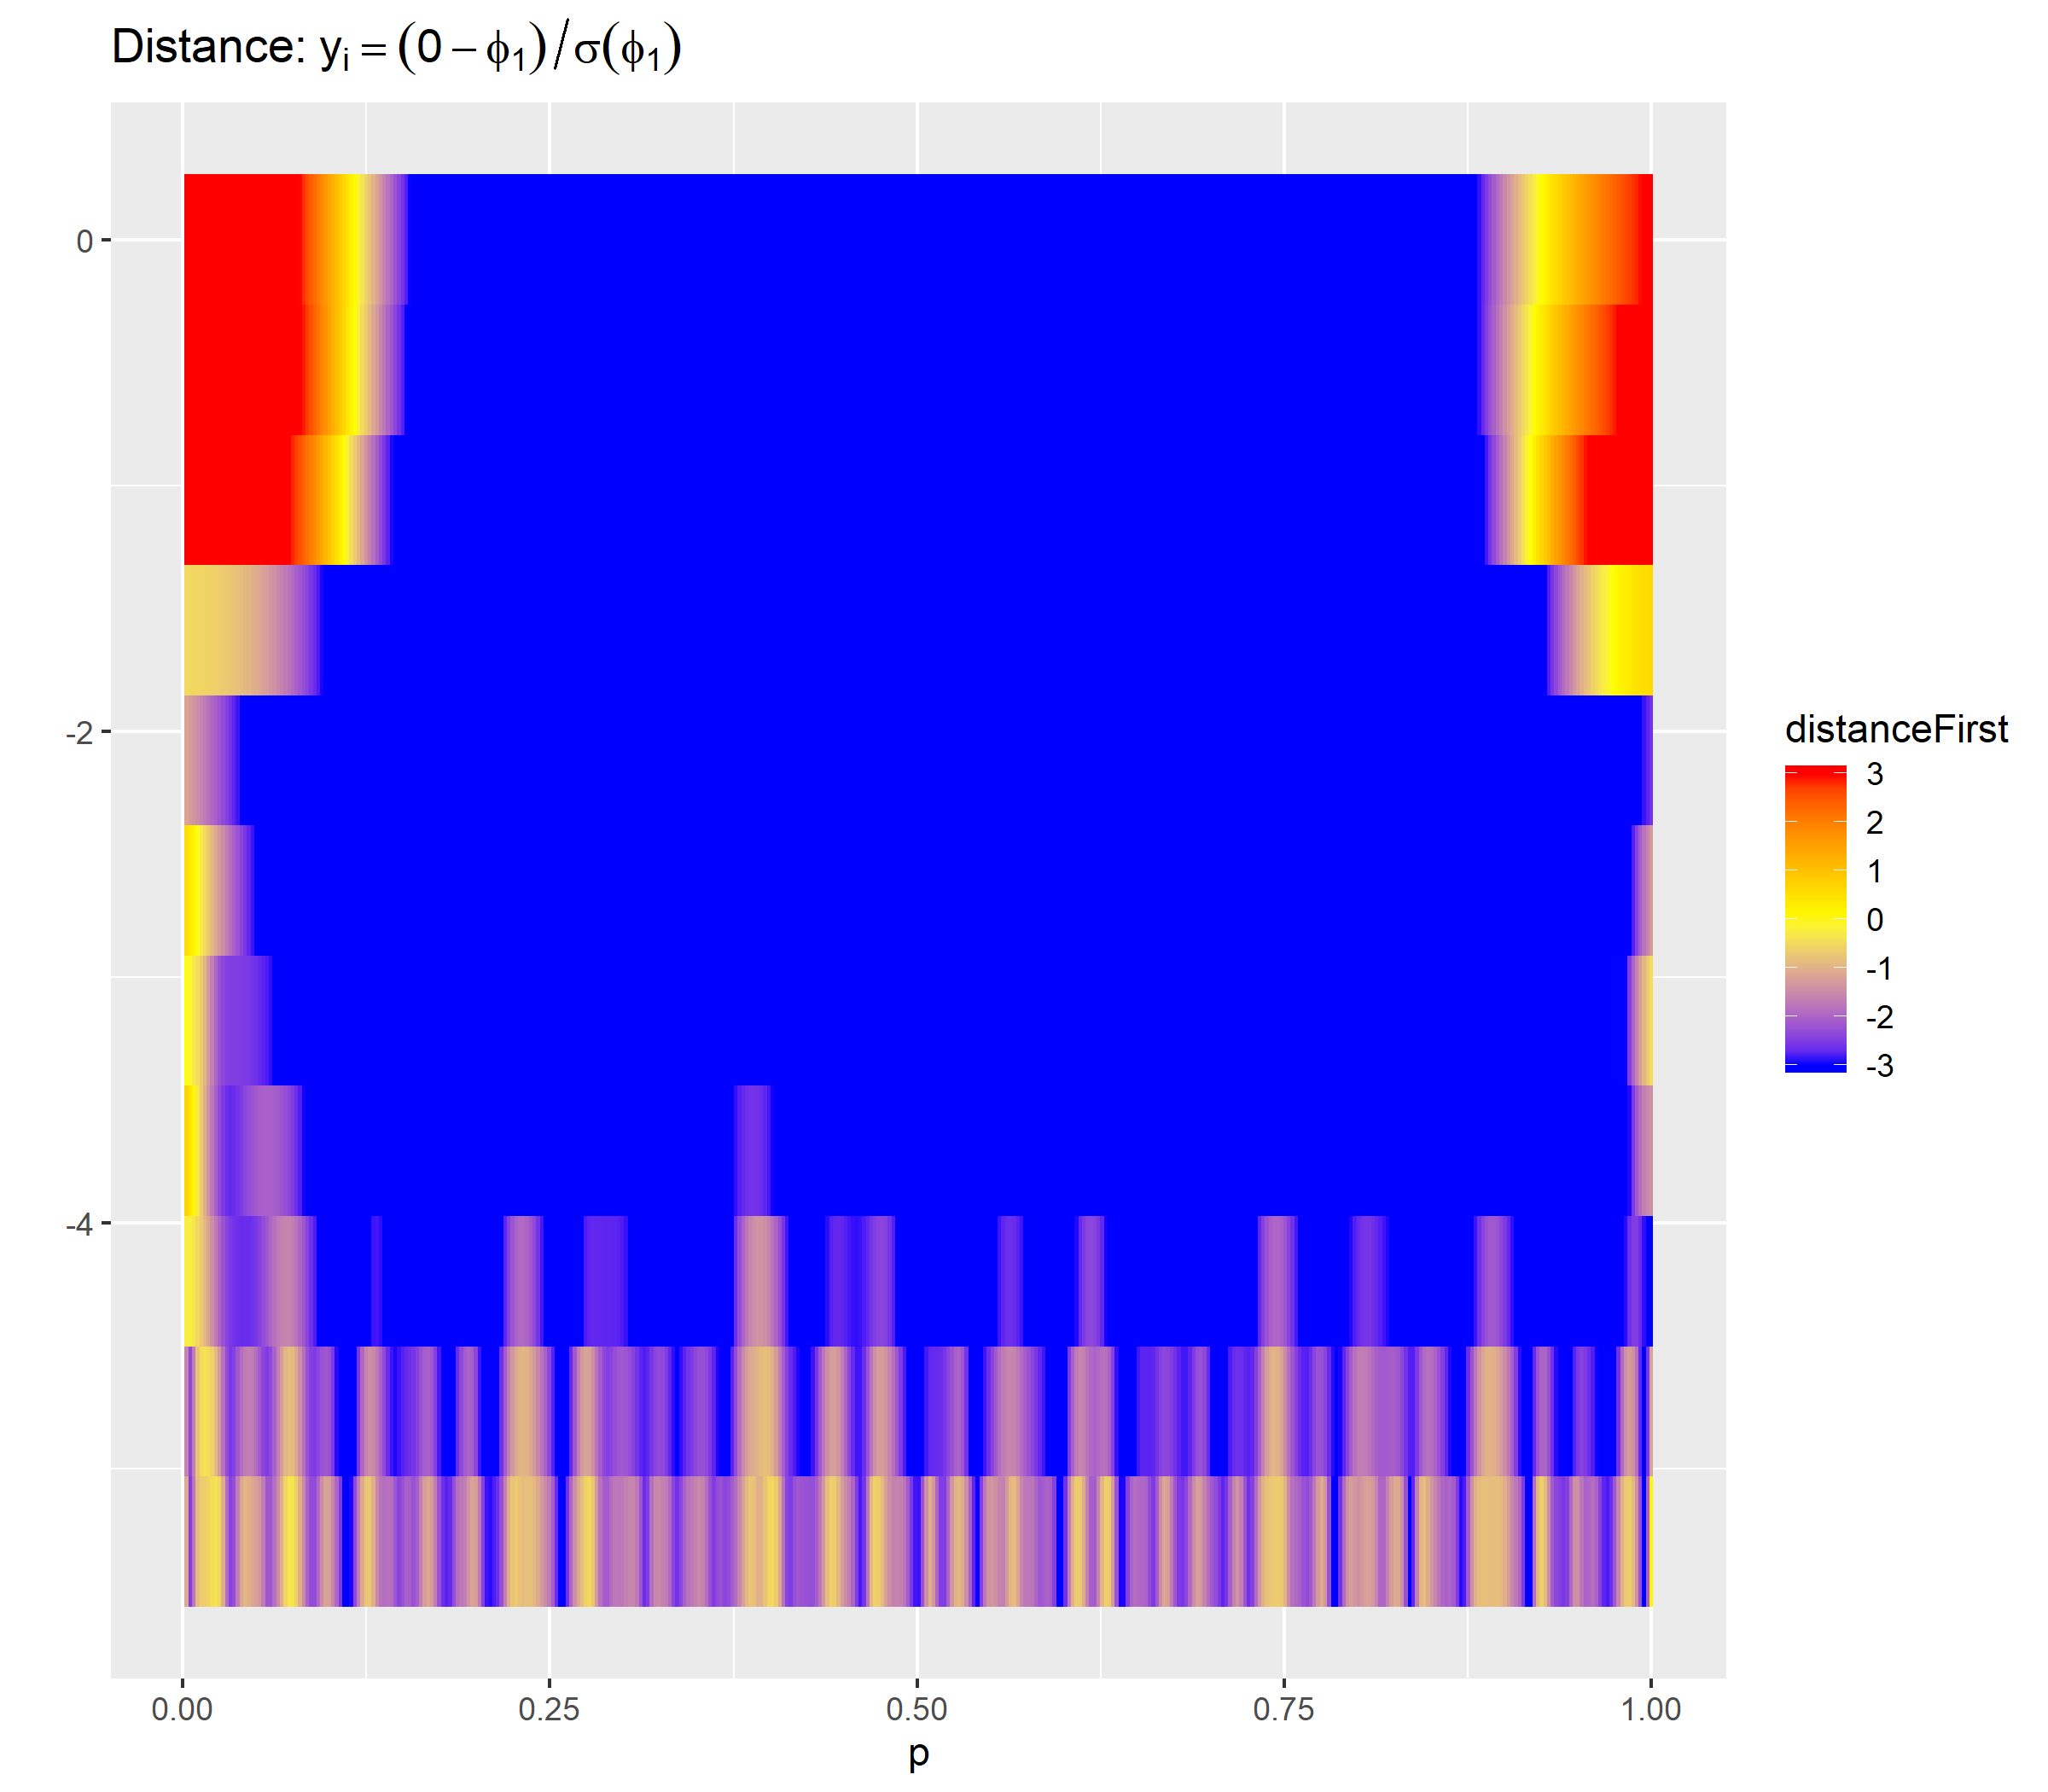 Distance: yᵢ = (0 − ϕ₁)/σ(ϕ₁)
0
-2
-4
0.00 0.25 0.50 0.75 1.00
p
distanceFirst
3
2
1
0
-1
-2
-3